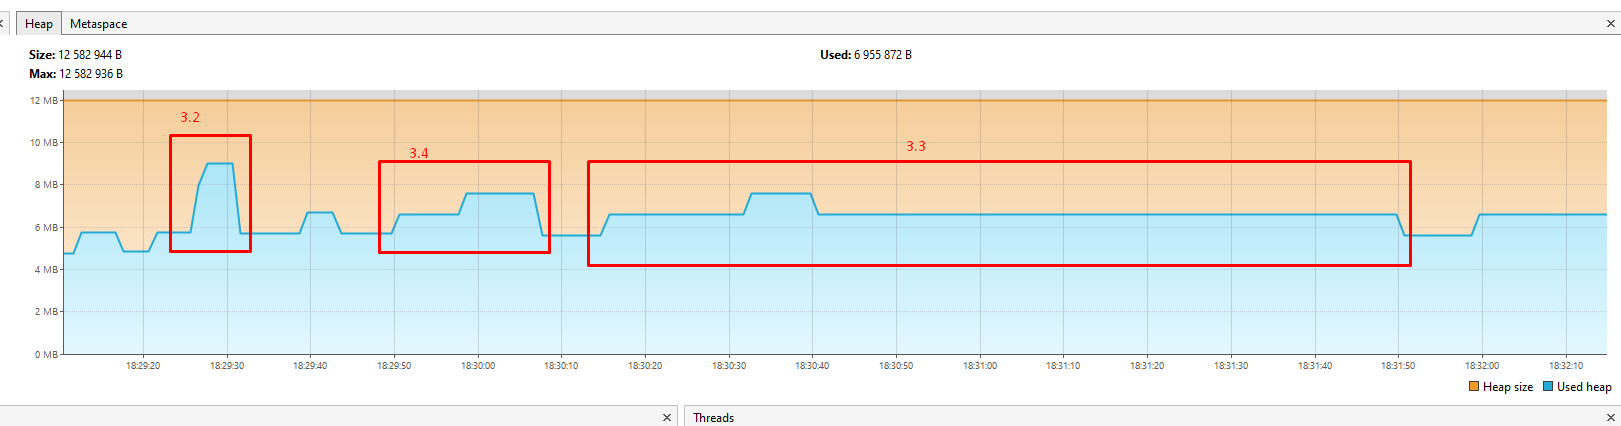 Heap Metaspace
Size: 12 582 944 B Used: 6 955 872 B
Max: 12 582 936 B
12 MB
10 MB
8 MB
6 MB
4 MB
2 MB
0 MB
3.2
3.4
3.3
18:29:20 18:29:30 18:29:40 18:29:50 18:30:00 18:30:10 18:30:20 18:30:30 18:30:40 18:30:50 18:31:00 18:31:10 18:31:20 18:31:30 18:31:40 18:31:50 18:32:00 18:32:10
Heap size Used heap
Threads